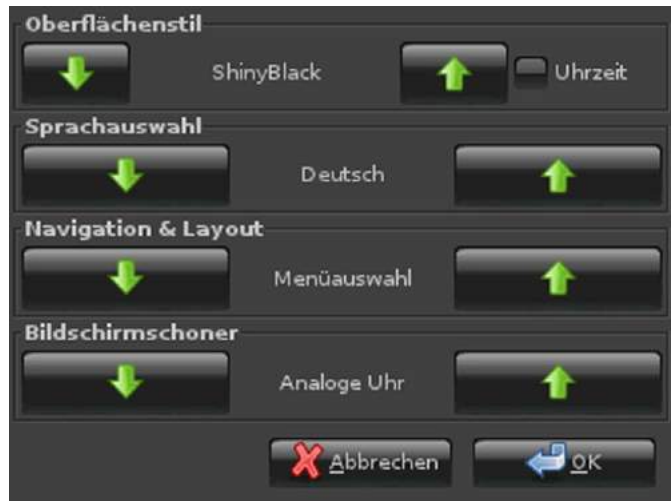 Oberflächenstil
ShinyBlack Uhrzeit
Sprachauswahl
Deutsch
Navigation & Layout
Menüauswahl
Bildschirmschoner
Analoge Uhr
Abbrechen OK